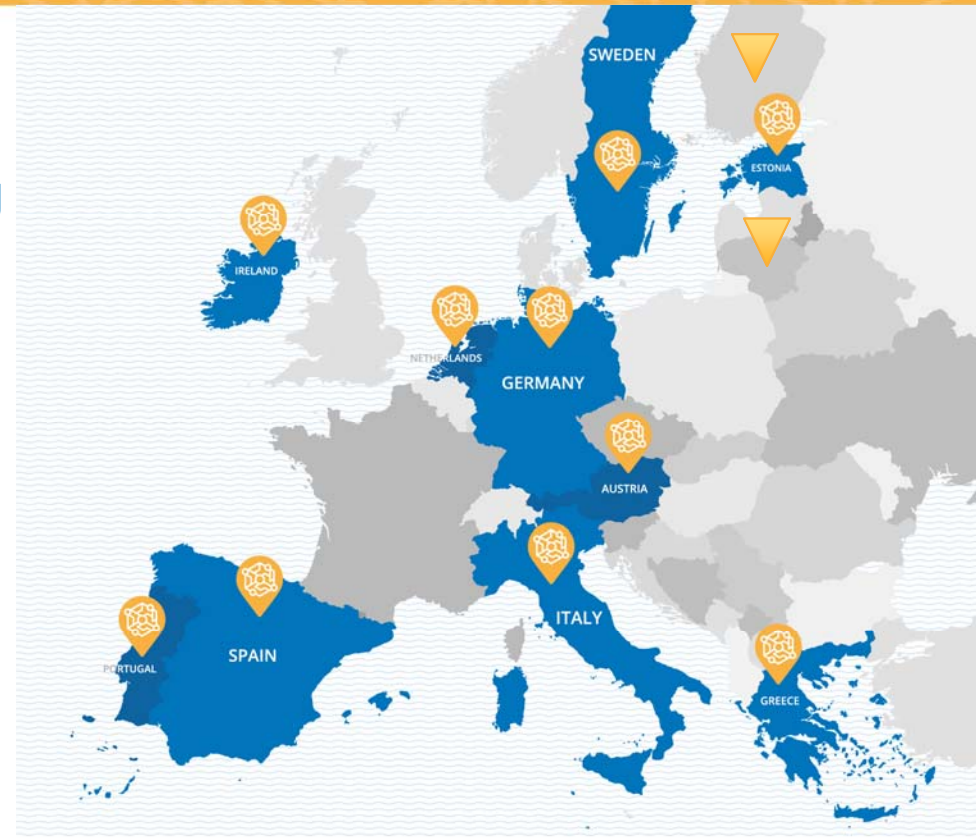 SWEDEN
ESTONIA
IRELAND
NETHERLANDS
GERMANY
AUSTRIA
ITALY
SPAIN
PORTUGAL
GREECE